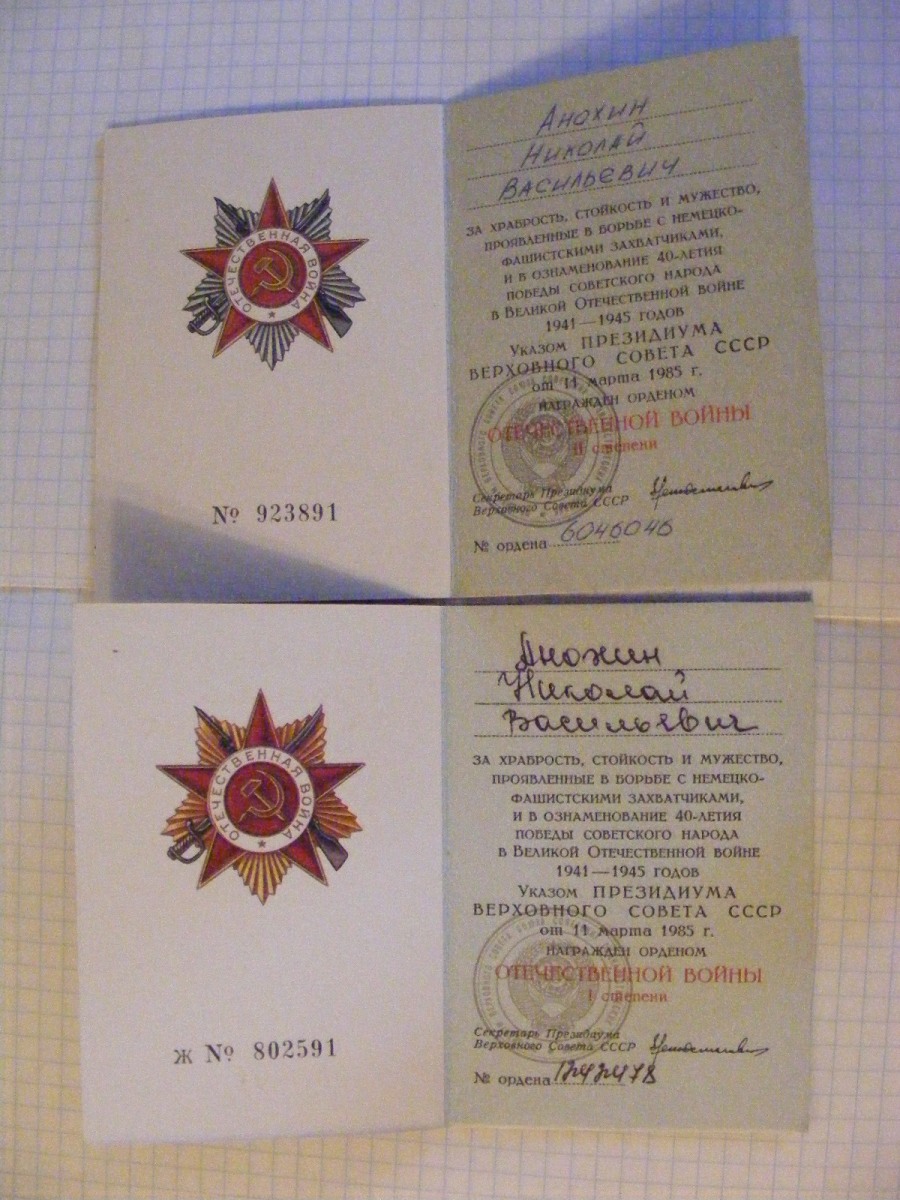 ОТЕЧЕСТВЕННАЯ ВОЙНА
№ 923891
Анохин
Николай
Васильевич
ЗА ХРАБРОСТЬ, СТОЙКОСТЬ И МУЖЕСТВО,
ПРОЯВЛЕННЫЕ В БОРЬБЕ С НЕМЕЦКО-
ФАШИСТСКИМИ ЗАХВАТЧИКАМИ,
И В ОЗНАМЕНОВАНИЕ 40-ЛЕТИЯ
ПОБЕДЫ СОВЕТСКОГО НАРОДА
В ВЕЛИКОЙ ОТЕЧЕСТВЕННОЙ ВОЙНЕ
1941—1945 ГОДОВ
УКАЗОМ ПРЕЗИДИУМА
ВЕРХОВНОГО СОВЕТА СССР
от 11 марта 1985 г.
НАГРАЖДЕН ОРДЕНОМ
ОТЕЧЕСТВЕННОЙ ВОЙНЫ
II степени
Секретарь Президиума
Верховного Совета СССР
№ ордена 6046046
ОТЕЧЕСТВЕННАЯ ВОЙНА
Ж № 802591
Анохин
Николай
Васильевич
ЗА ХРАБРОСТЬ, СТОЙКОСТЬ И МУЖЕСТВО,
ПРОЯВЛЕННЫЕ В БОРЬБЕ С НЕМЕЦКО-
ФАШИСТСКИМИ ЗАХВАТЧИКАМИ,
И В ОЗНАМЕНОВАНИЕ 40-ЛЕТИЯ
ПОБЕДЫ СОВЕТСКОГО НАРОДА
В ВЕЛИКОЙ ОТЕЧЕСТВЕННОЙ ВОЙНЕ
1941—1945 ГОДОВ
УКАЗОМ ПРЕЗИДИУМА
ВЕРХОВНОГО СОВЕТА СССР
от 11 марта 1985 г.
НАГРАЖДЕН ОРДЕНОМ
ОТЕЧЕСТВЕННОЙ ВОЙНЫ
I степени
Секретарь Президиума
Верховного Совета СССР
№ ордена